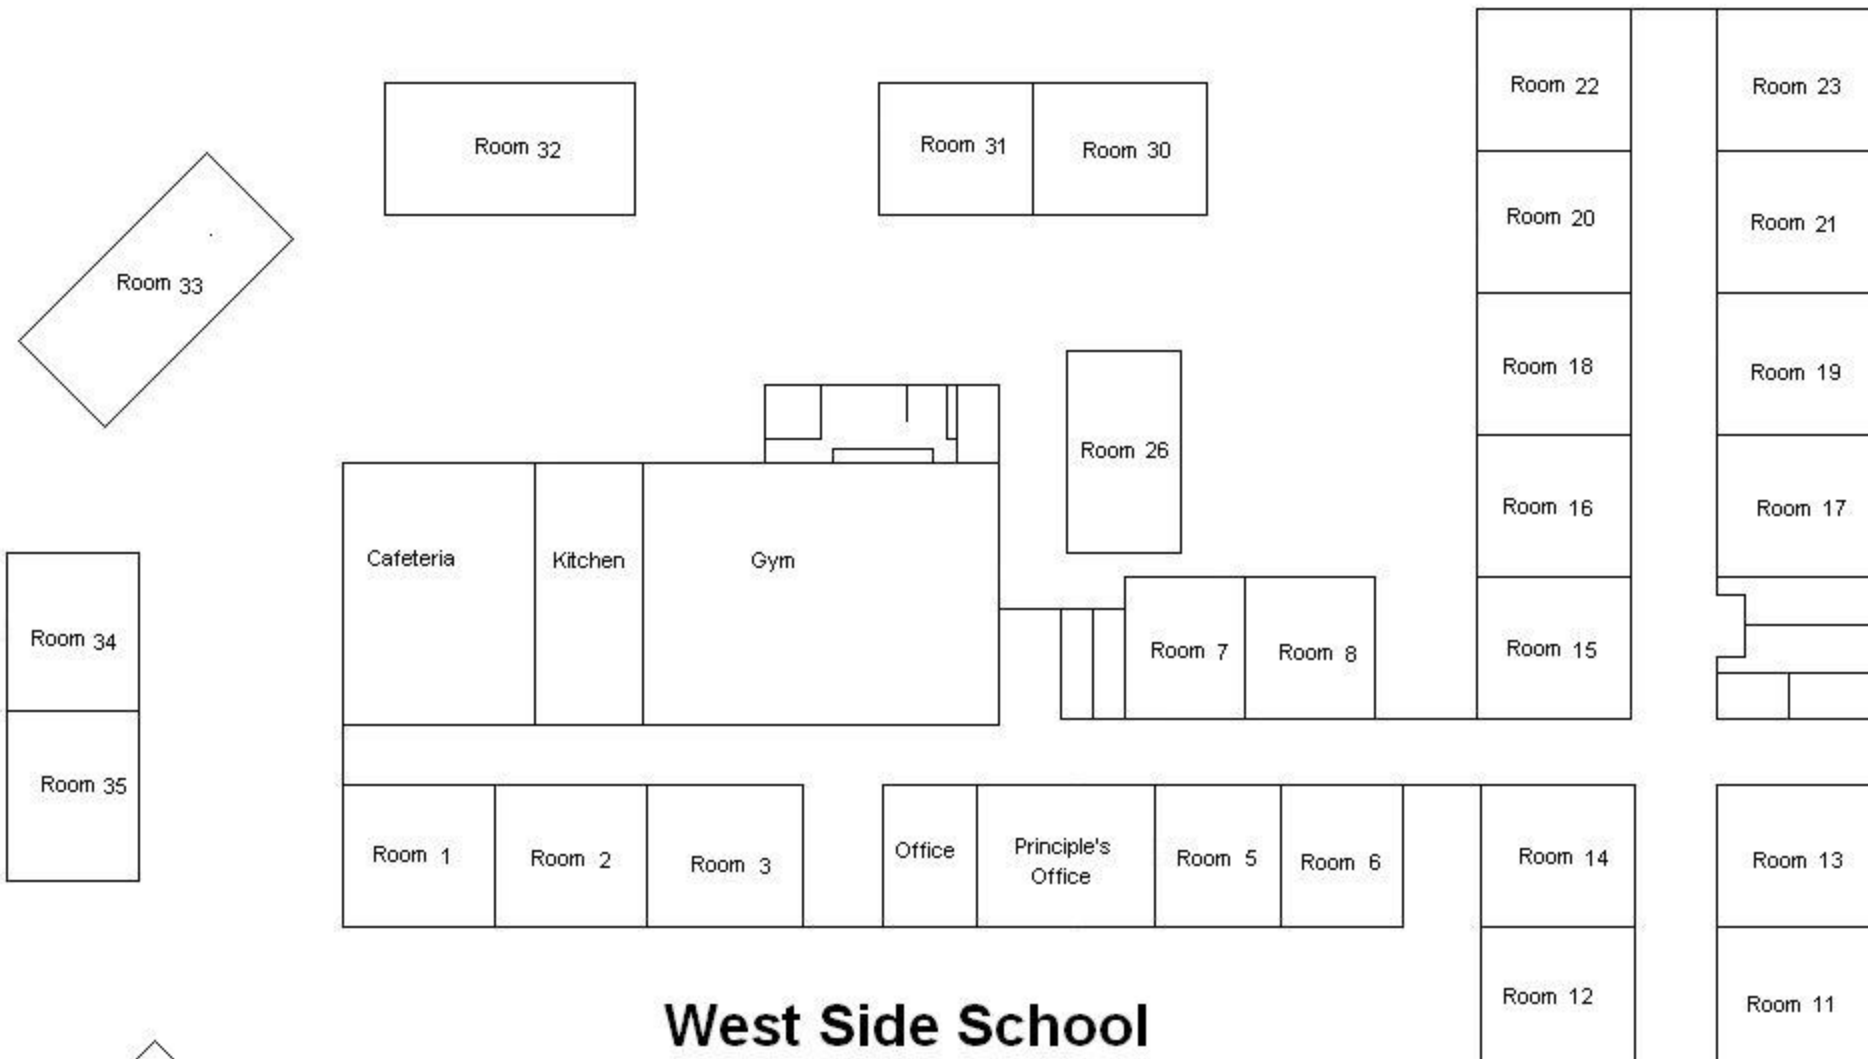 Room 22
Room 23
Room 32
Room 31
Room 30
Room 20
Room 21
Room 33
Room 18
Room 19
Room 26
Room 16
Room 17
Cafeteria
Kitchen
Gym
Room 34
Room 7
Room 8
Room 15
Room 35
Room 1
Room 2
Room 3
Office
Principle's
Office
Room 5
Room 6
Room 14
Room 13
Room 12
Room 11
West Side School